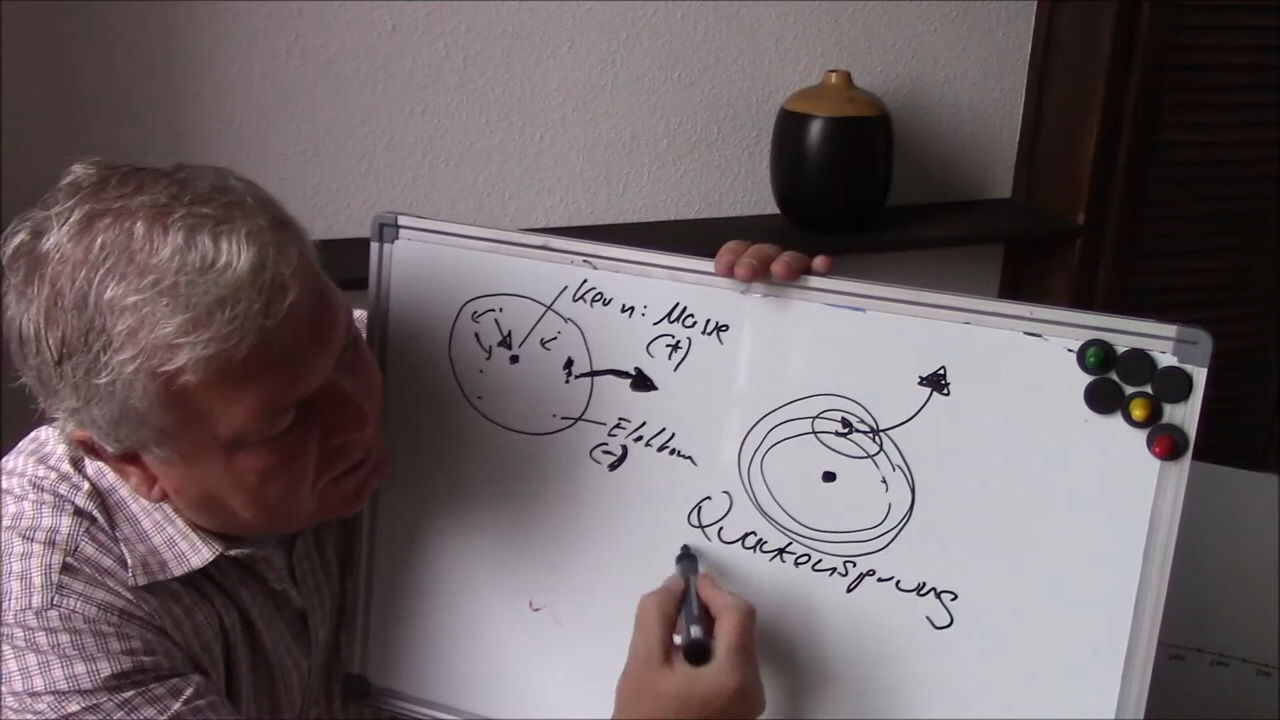 Kern: Masse
(+)
Elektron
(-)
Quantensprung